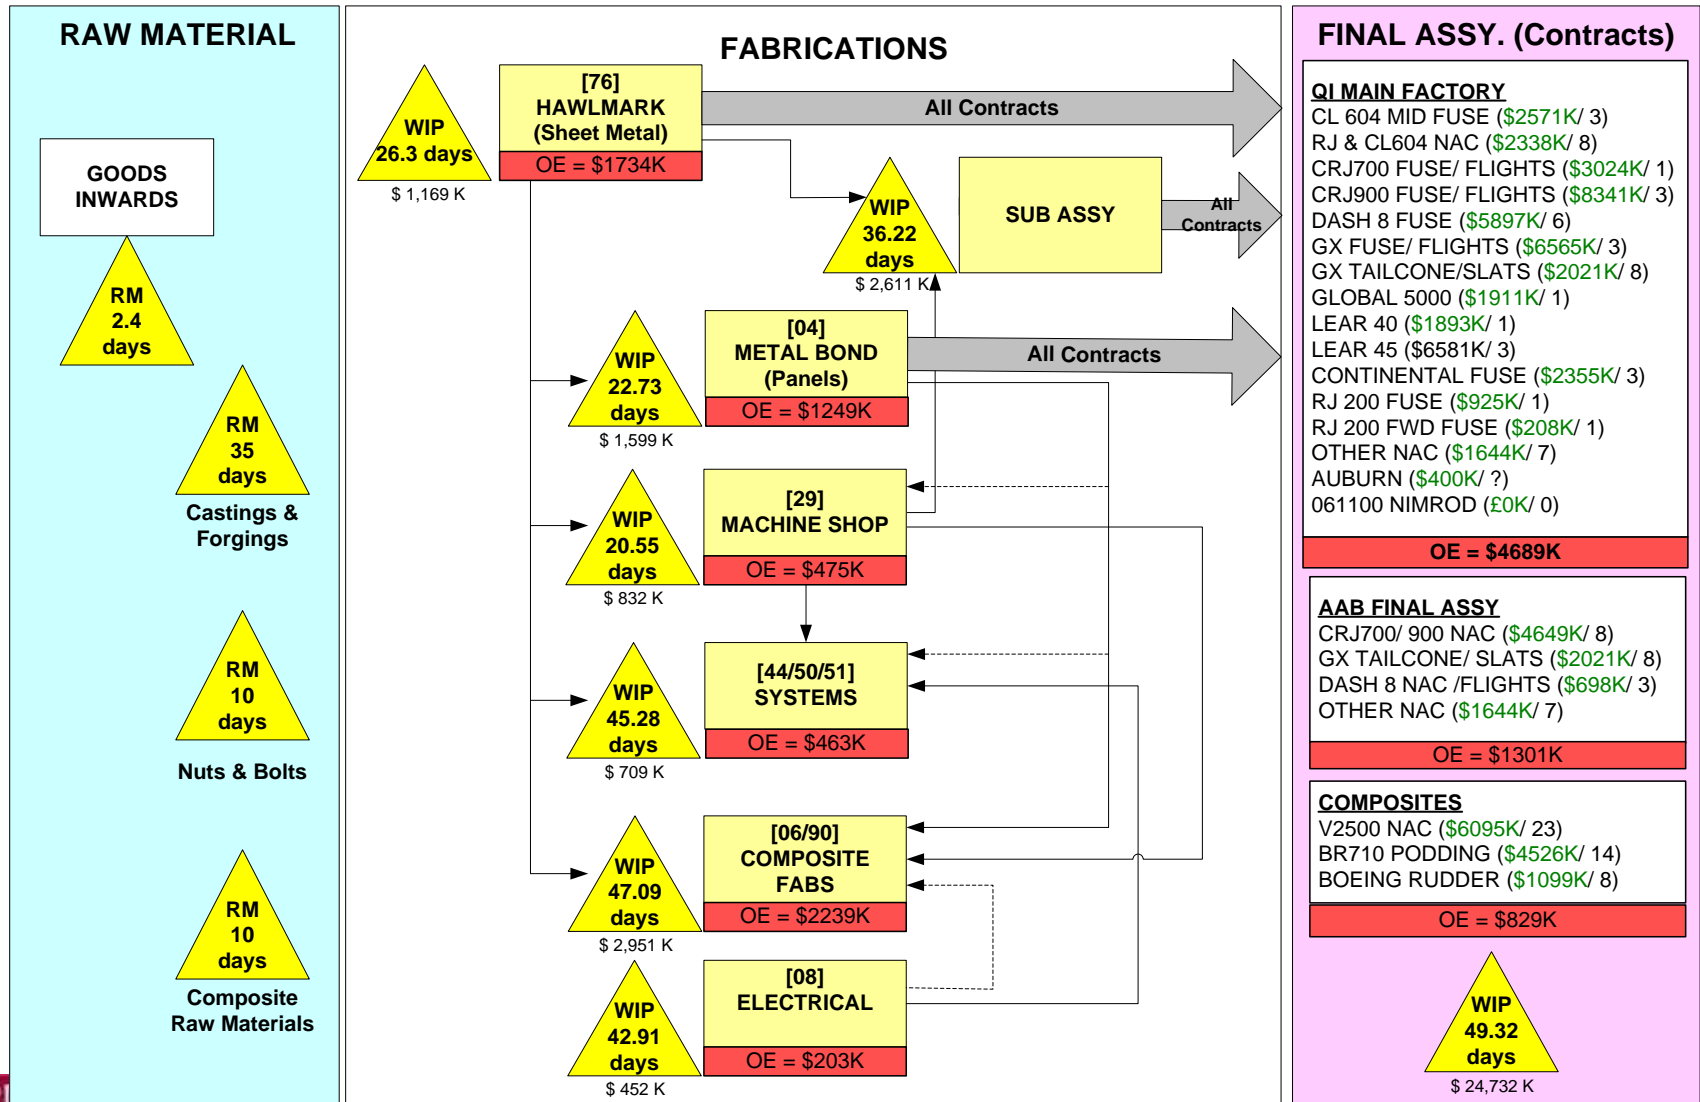 RAW MATERIAL
GOODS
INWARDS
RM
2.4
days
RM
35
days
Castings &
Forgings
RM
10
days
Nuts & Bolts
RM
10
days
Composite
Raw Materials
FABRICATIONS
WIP
26.3 days
$ 1,169 K
[76]
HAWLMARK
(Sheet Metal)
OE = $1734K
All Contracts
WIP
36.22
days
$ 2,611 K
SUB ASSY
All
Contracts
WIP
22.73
days
$ 1,599 K
[04]
METAL BOND
(Panels)
OE = $1249K
All Contracts
WIP
20.55
days
$ 832 K
[29]
MACHINE SHOP
OE = $475K
WIP
45.28
days
$ 709 K
[44/50/51]
SYSTEMS
OE = $463K
WIP
47.09
days
$ 2,951 K
[06/90]
COMPOSITE
FABS
OE = $2239K
WIP
42.91
days
$ 452 K
[08]
ELECTRICAL
OE = $203K
FINAL ASSY. (Contracts)
QI MAIN FACTORY
CL 604 MID FUSE ($2571K/ 3)
RJ & CL604 NAC ($2338K/ 8)
CRJ700 FUSE/ FLIGHTS ($3024K/ 1)
CRJ900 FUSE/ FLIGHTS ($8341K/ 3)
DASH 8 FUSE ($5897K/ 6)
GX FUSE/ FLIGHTS ($6565K/ 3)
GX TAILCONE/SLATS ($2021K/ 8)
GLOBAL 5000 ($1911K/ 1)
LEAR 40 ($1893K/ 1)
LEAR 45 ($6581K/ 3)
CONTINENTAL FUSE ($2355K/ 3)
RJ 200 FUSE ($925K/ 1)
RJ 200 FWD FUSE ($208K/ 1)
OTHER NAC ($1644K/ 7)
AUBURN ($400K/ ?)
061100 NIMROD (£0K/ 0)
OE = $4689K
AAB FINAL ASSY
CRJ700/ 900 NAC ($4649K/ 8)
GX TAILCONE/ SLATS ($2021K/ 8)
DASH 8 NAC /FLIGHTS ($698K/ 3)
OTHER NAC ($1644K/ 7)
OE = $1301K
COMPOSITES
V2500 NAC ($6095K/ 23)
BR710 PODDING ($4526K/ 14)
BOEING RUDDER ($1099K/ 8)
OE = $829K
WIP
49.32
days
$ 24,732 K